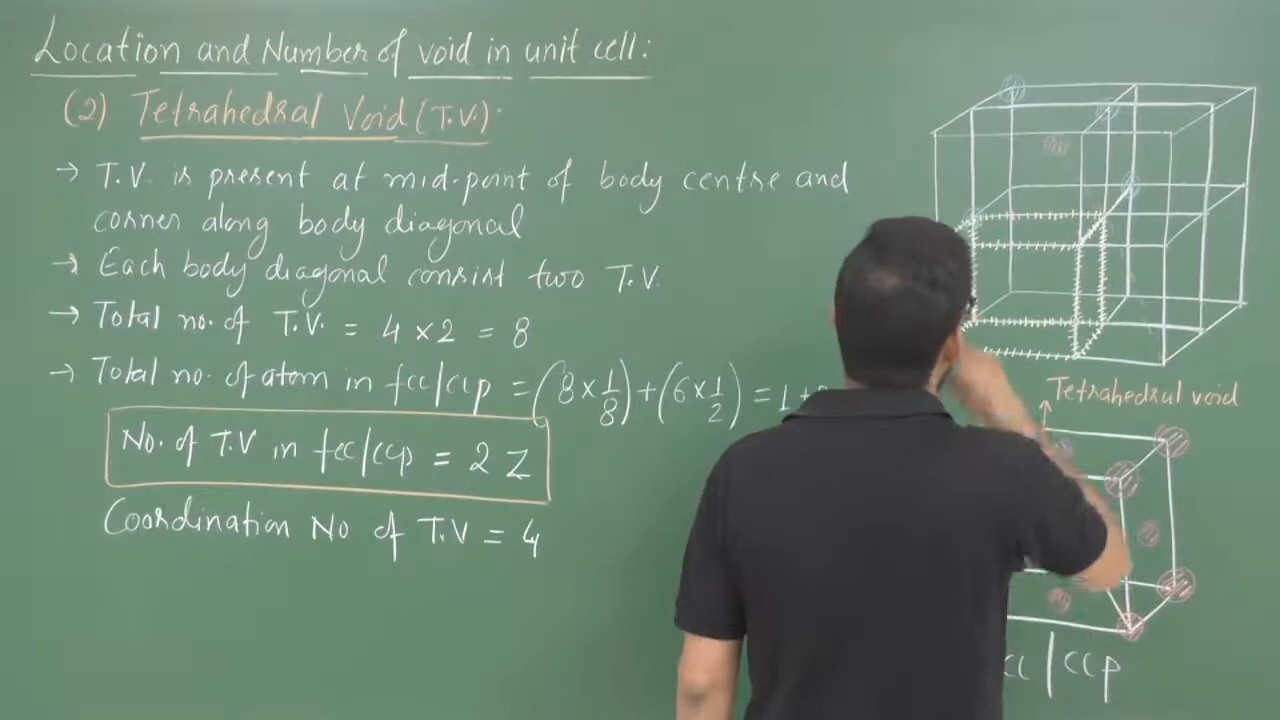 Location and Number of void in unit cell:
(2) Tetrahedral Void (T.V.).
→ T.V. is present at mid-point of body centre and
corner along body diagonal
→ Each body diagonal consist two T.V.
→ Total no. of T.V. = 4 × 2 = 8
→ Total no. of atom in fcc/ccp = (8 × 1/8) + (6 × 1/2) = 1 +
No. of T.V in fcc/ccp = 2 Z
Coordination No of T.V = 4
Tetrahedral void
cc | ccp